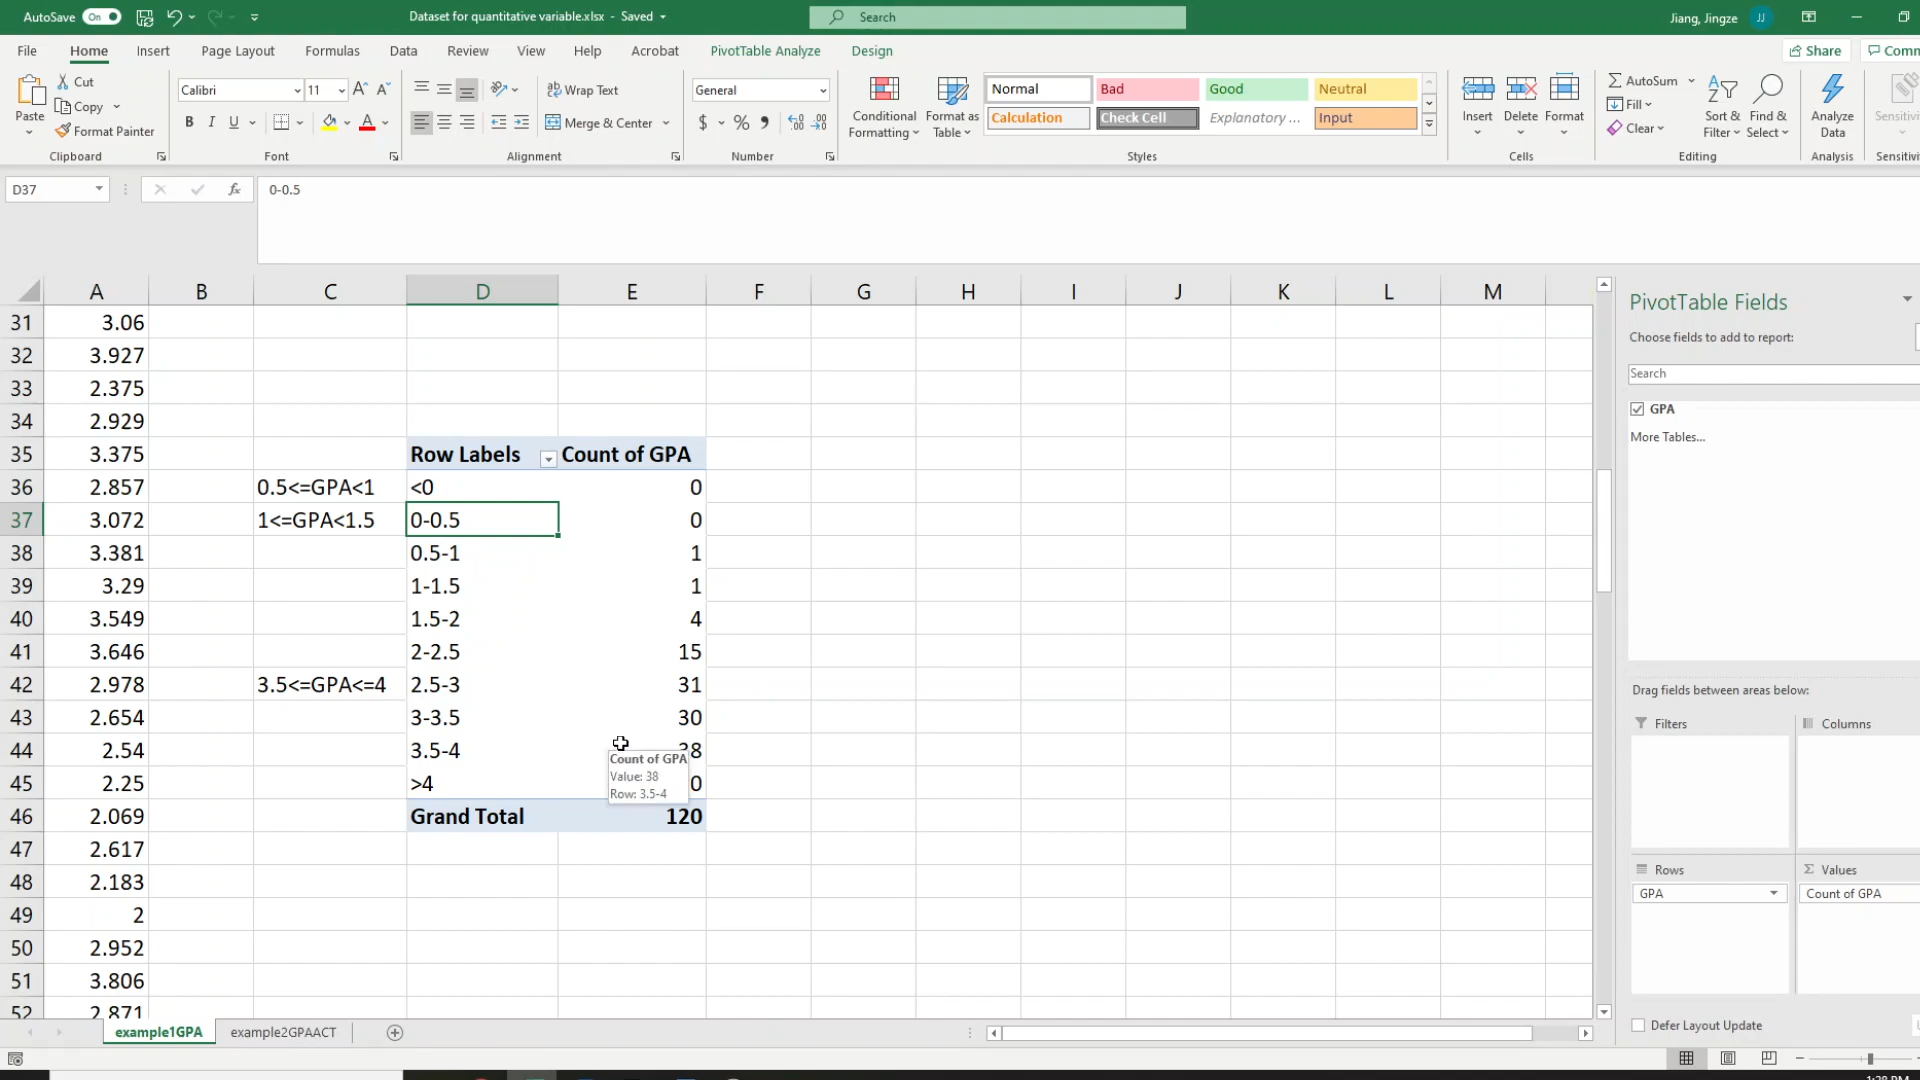 AutoSave On Dataset for quantitative variable.xlsx - Saved Search Jiang, Jingze JJ
File Home Insert Page Layout Formulas Data Review View Help Acrobat PivotTable Analyze Design Share
Paste Cut Copy Format Painter Clipboard
Calibri 11 B I U A Font
Wrap Text Merge & Center Alignment
General $ % Number
Conditional Formatting Format as Table
Normal Bad Good Neutral
Calculation Check Cell Explanatory ... Input
Styles
Insert Delete Format Cells
AutoSum Fill Clear Sort & Filter Find & Select Editing
Analyze Data Analysis
D37 fx 0-0.5
A B C D E F G H I J K L M
31 3.06
32 3.927
33 2.375
34 2.929
35 3.375 Row Labels Count of GPA
36 2.857 0.5<=GPA<1 <0 0
37 3.072 1<=GPA<1.5 0-0.5 0
38 3.381 0.5-1 1
39 3.29 1-1.5 1
40 3.549 1.5-2 4
41 3.646 2-2.5 15
42 2.978 3.5<=GPA<=4 2.5-3 31
43 2.654 3-3.5 30
44 2.54 3.5-4 38
45 2.25 >4 0
46 2.069 Grand Total 120
47 2.617
48 2.183
49 2
50 2.952
51 3.806
52 2.871
Count of GPA
Value: 38
Row: 3.5-4
PivotTable Fields
Choose fields to add to report:
Search
GPA
More Tables...
Drag fields between areas below:
Filters Columns
Rows Σ Values
GPA Count of GPA
Defer Layout Update
example1GPA example2GPAACT